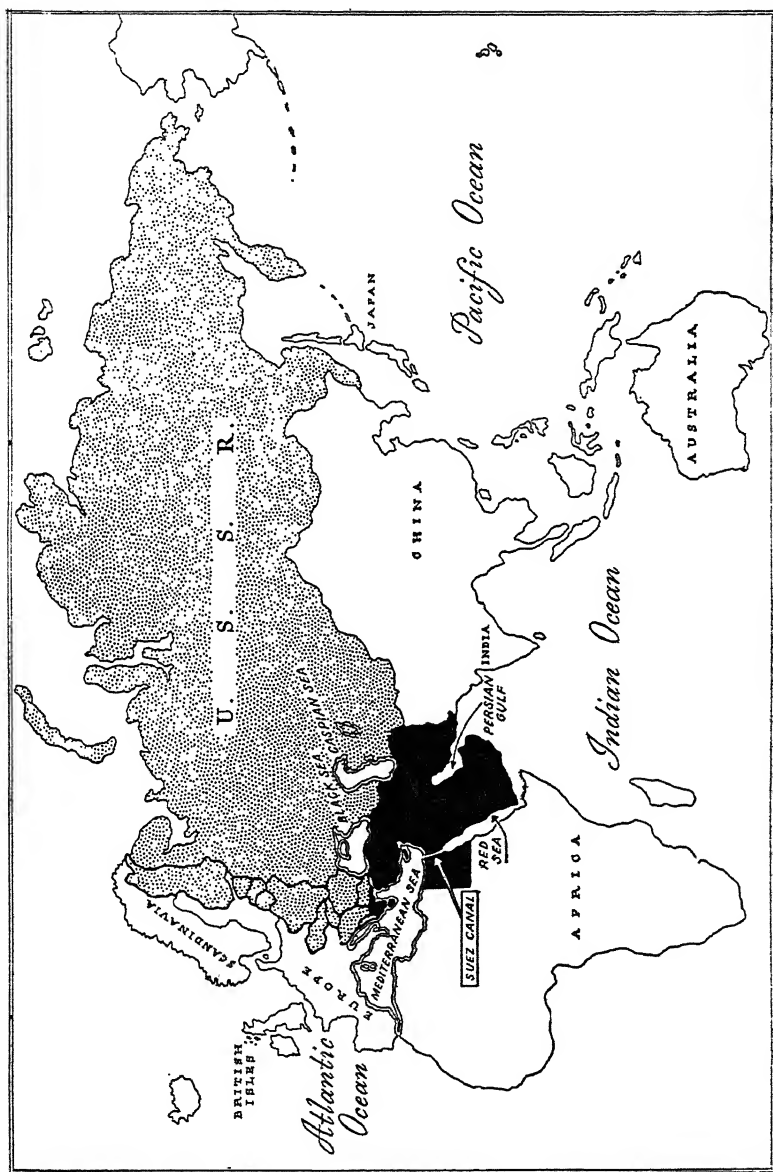 U. S. S. R.
SCANDINAVIA
BRITISH
ISLES
EUROPE
Atlantic
Ocean
BLACK SEA
CASPIAN SEA
MEDITERRANEAN SEA
SUEZ CANAL
RED
SEA
PERSIAN
GULF
INDIA
CHINA
JAPAN
Pacific Ocean
Indian Ocean
AFRICA
AUSTRALIA